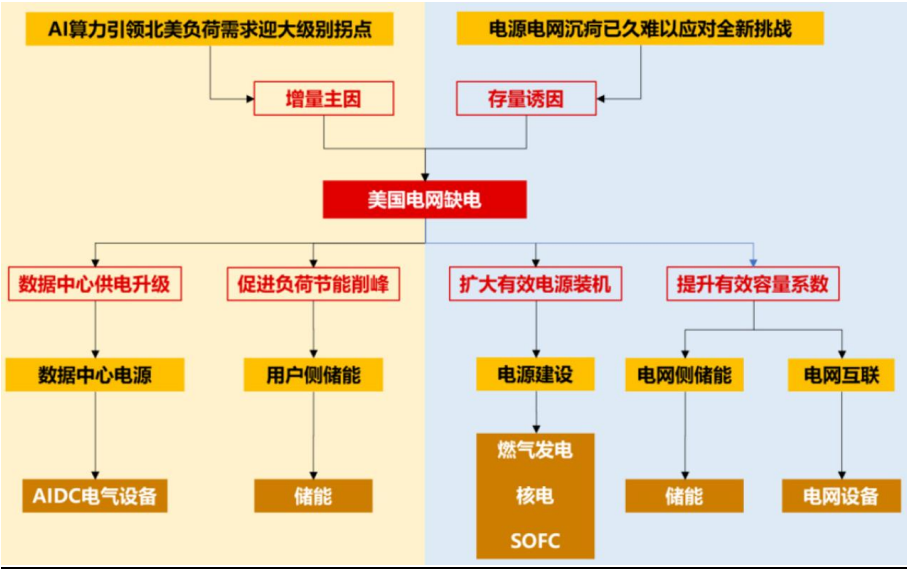 AI算力引领北美负荷需求迎大级别拐点
电源电网沉疴已久难以应对全新挑战
增量主因
存量诱因
美国电网缺电
数据中心供电升级
促进负荷节能削峰
扩大有效电源装机
提升有效容量系数
数据中心电源
用户侧储能
电源建设
电网侧储能
电网互联
AIDC电气设备
储能
燃气发电
核电
SOFC
储能
电网设备